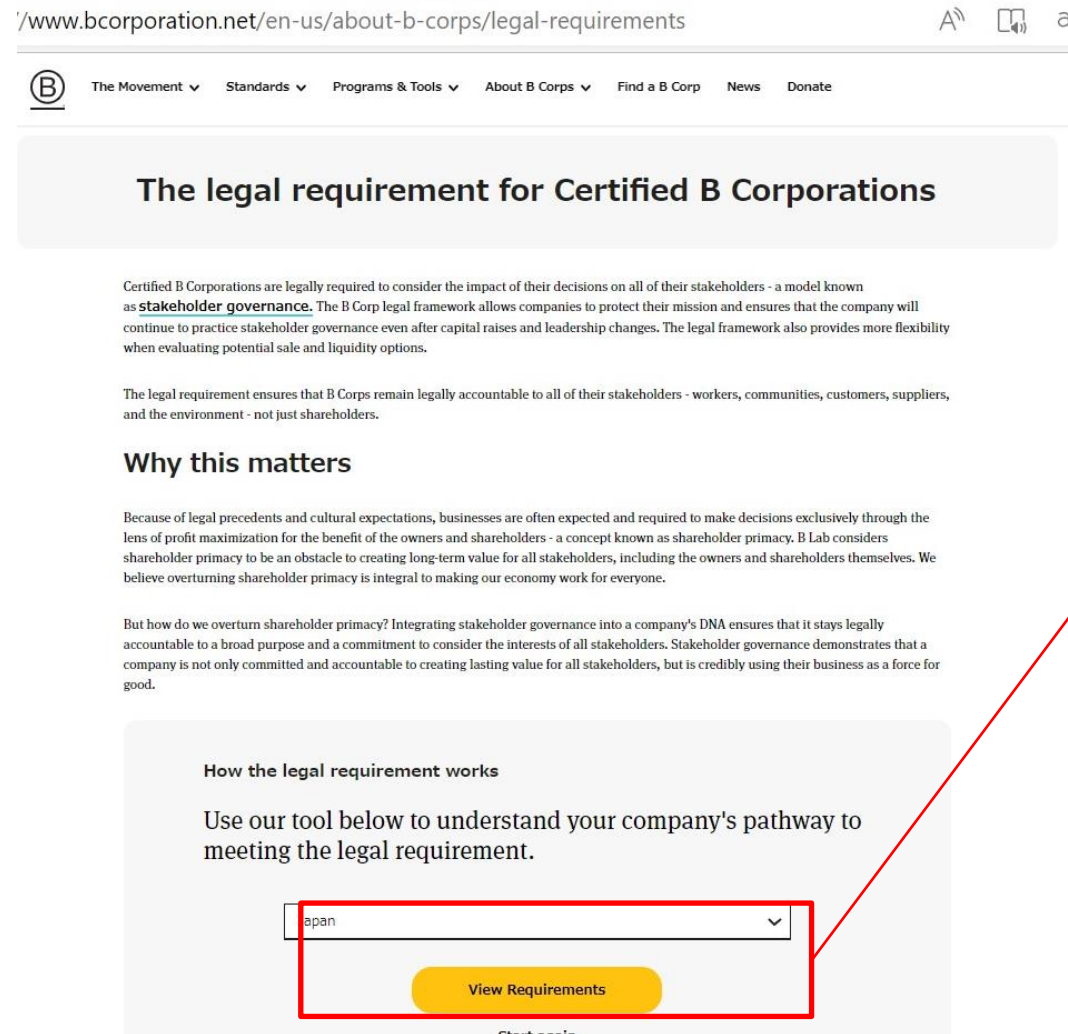 '/www.bcorporation.net/en-us/about-b-corps/legal-requirements
B The Movement Standards Programs & Tools About B Corps Find a B Corp News Donate
The legal requirement for Certified B Corporations
Certified B Corporations are legally required to consider the impact of their decisions on all of their stakeholders - a model known
as stakeholder governance. The B Corp legal framework allows companies to protect their mission and ensures that the company will
continue to practice stakeholder governance even after capital raises and leadership changes. The legal framework also provides more flexibility
when evaluating potential sale and liquidity options.
The legal requirement ensures that B Corps remain legally accountable to all of their stakeholders - workers, communities, customers, suppliers,
and the environment - not just shareholders.
Why this matters
Because of legal precedents and cultural expectations, businesses are often expected and required to make decisions exclusively through the
lens of profit maximization for the benefit of the owners and shareholders - a concept known as shareholder primacy. B Lab considers
shareholder primacy to be an obstacle to creating long-term value for all stakeholders, including the owners and shareholders themselves. We
believe overturning shareholder primacy is integral to making our economy work for everyone.
But how do we overturn shareholder primacy? Integrating stakeholder governance into a company's DNA ensures that it stays legally
accountable to a broad purpose and a commitment to consider the interests of all stakeholders. Stakeholder governance demonstrates that a
company is not only committed and accountable to creating lasting value for all stakeholders, but is credibly using their business as a force for
good.
How the legal requirement works
Use our tool below to understand your company's pathway to
meeting the legal requirement.
Japan
View Requirements
Start again